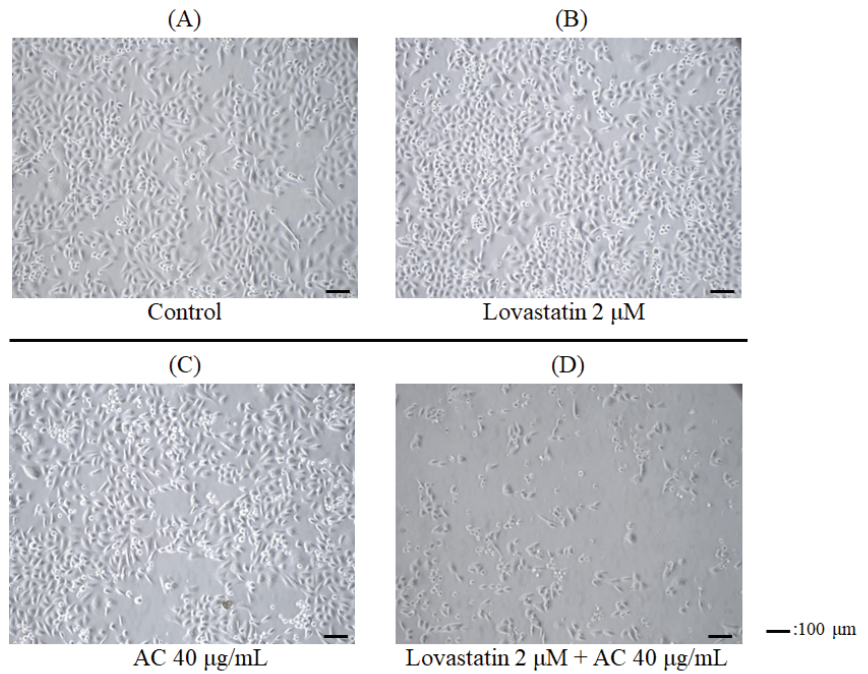 (A)
(B)
Control
Lovastatin 2 μM
(C)
(D)
AC 40 μg/mL
Lovastatin 2 μM + AC 40 μg/mL
:100 μm